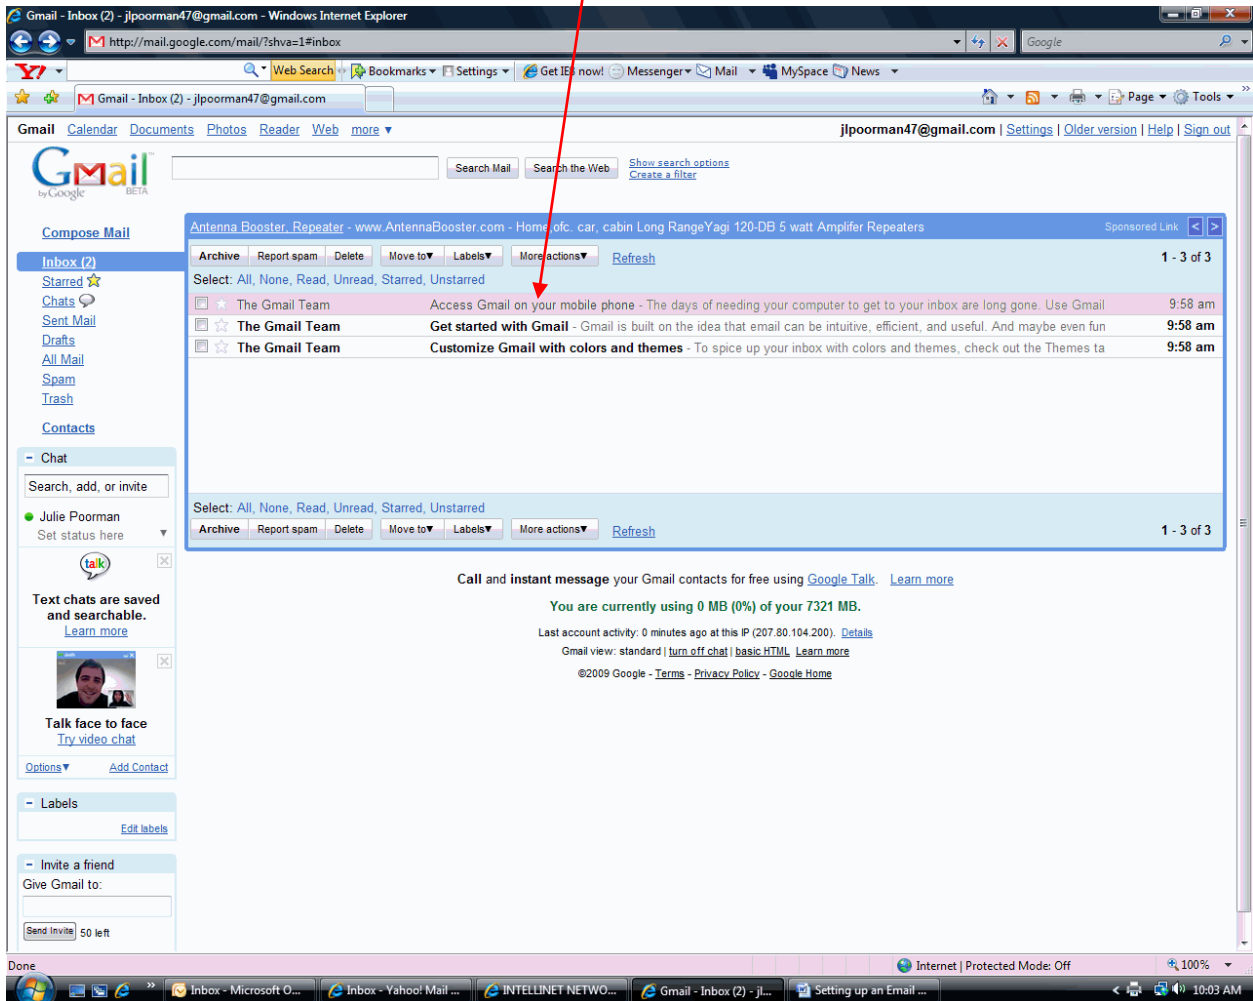 Gmail - Inbox (2) - jlpoorman47@gmail.com - Windows Internet Explorer
http://mail.google.com/mail/?shva=1#inbox
Google
Y! Web Search Bookmarks Settings Get IE8 now! Messenger Mail MySpace News
Gmail - Inbox (2) - jlpoorman47@gmail.com
Page Tools
Gmail Calendar Documents Photos Reader Web more
jlpoorman47@gmail.com | Settings | Older version | Help | Sign out
Gmail
by Google BETA
Search Mail Search the Web
Show search options
Create a filter
Antenna Booster, Repeater - www.AntennaBooster.com - Home,ofc. car, cabin Long RangeYagi 120-DB 5 watt Amplifer Repeaters
Sponsored Link < >
Archive Report spam Delete Move to Labels More actions Refresh 1 - 3 of 3
Select: All, None, Read, Unread, Starred, Unstarred
The Gmail Team Access Gmail on your mobile phone - The days of needing your computer to get to your inbox are long gone. Use Gmail 9:58 am
The Gmail Team Get started with Gmail - Gmail is built on the idea that email can be intuitive, efficient, and useful. And maybe even fun 9:58 am
The Gmail Team Customize Gmail with colors and themes - To spice up your inbox with colors and themes, check out the Themes ta 9:58 am
Select: All, None, Read, Unread, Starred, Unstarred
Archive Report spam Delete Move to Labels More actions Refresh 1 - 3 of 3
Compose Mail
Inbox (2)
Starred
Chats
Sent Mail
Drafts
All Mail
Spam
Trash
Contacts
− Chat
Search, add, or invite
Julie Poorman
Set status here
talk
Text chats are saved
and searchable.
Learn more
Talk face to face
Try video chat
Options Add Contact
− Labels
Edit labels
− Invite a friend
Give Gmail to:
Send Invite 50 left
Call and instant message your Gmail contacts for free using Google Talk. Learn more
You are currently using 0 MB (0%) of your 7321 MB.
Last account activity: 0 minutes ago at this IP (207.80.104.200). Details
Gmail view: standard | turn off chat | basic HTML Learn more
©2009 Google - Terms - Privacy Policy - Google Home
Done
Internet | Protected Mode: Off
100%
Inbox - Microsoft O...
Inbox - Yahoo! Mail ...
INTELLINET NETWO...
Gmail - Inbox (2) - jl...
Setting up an Email ...
10:03 AM